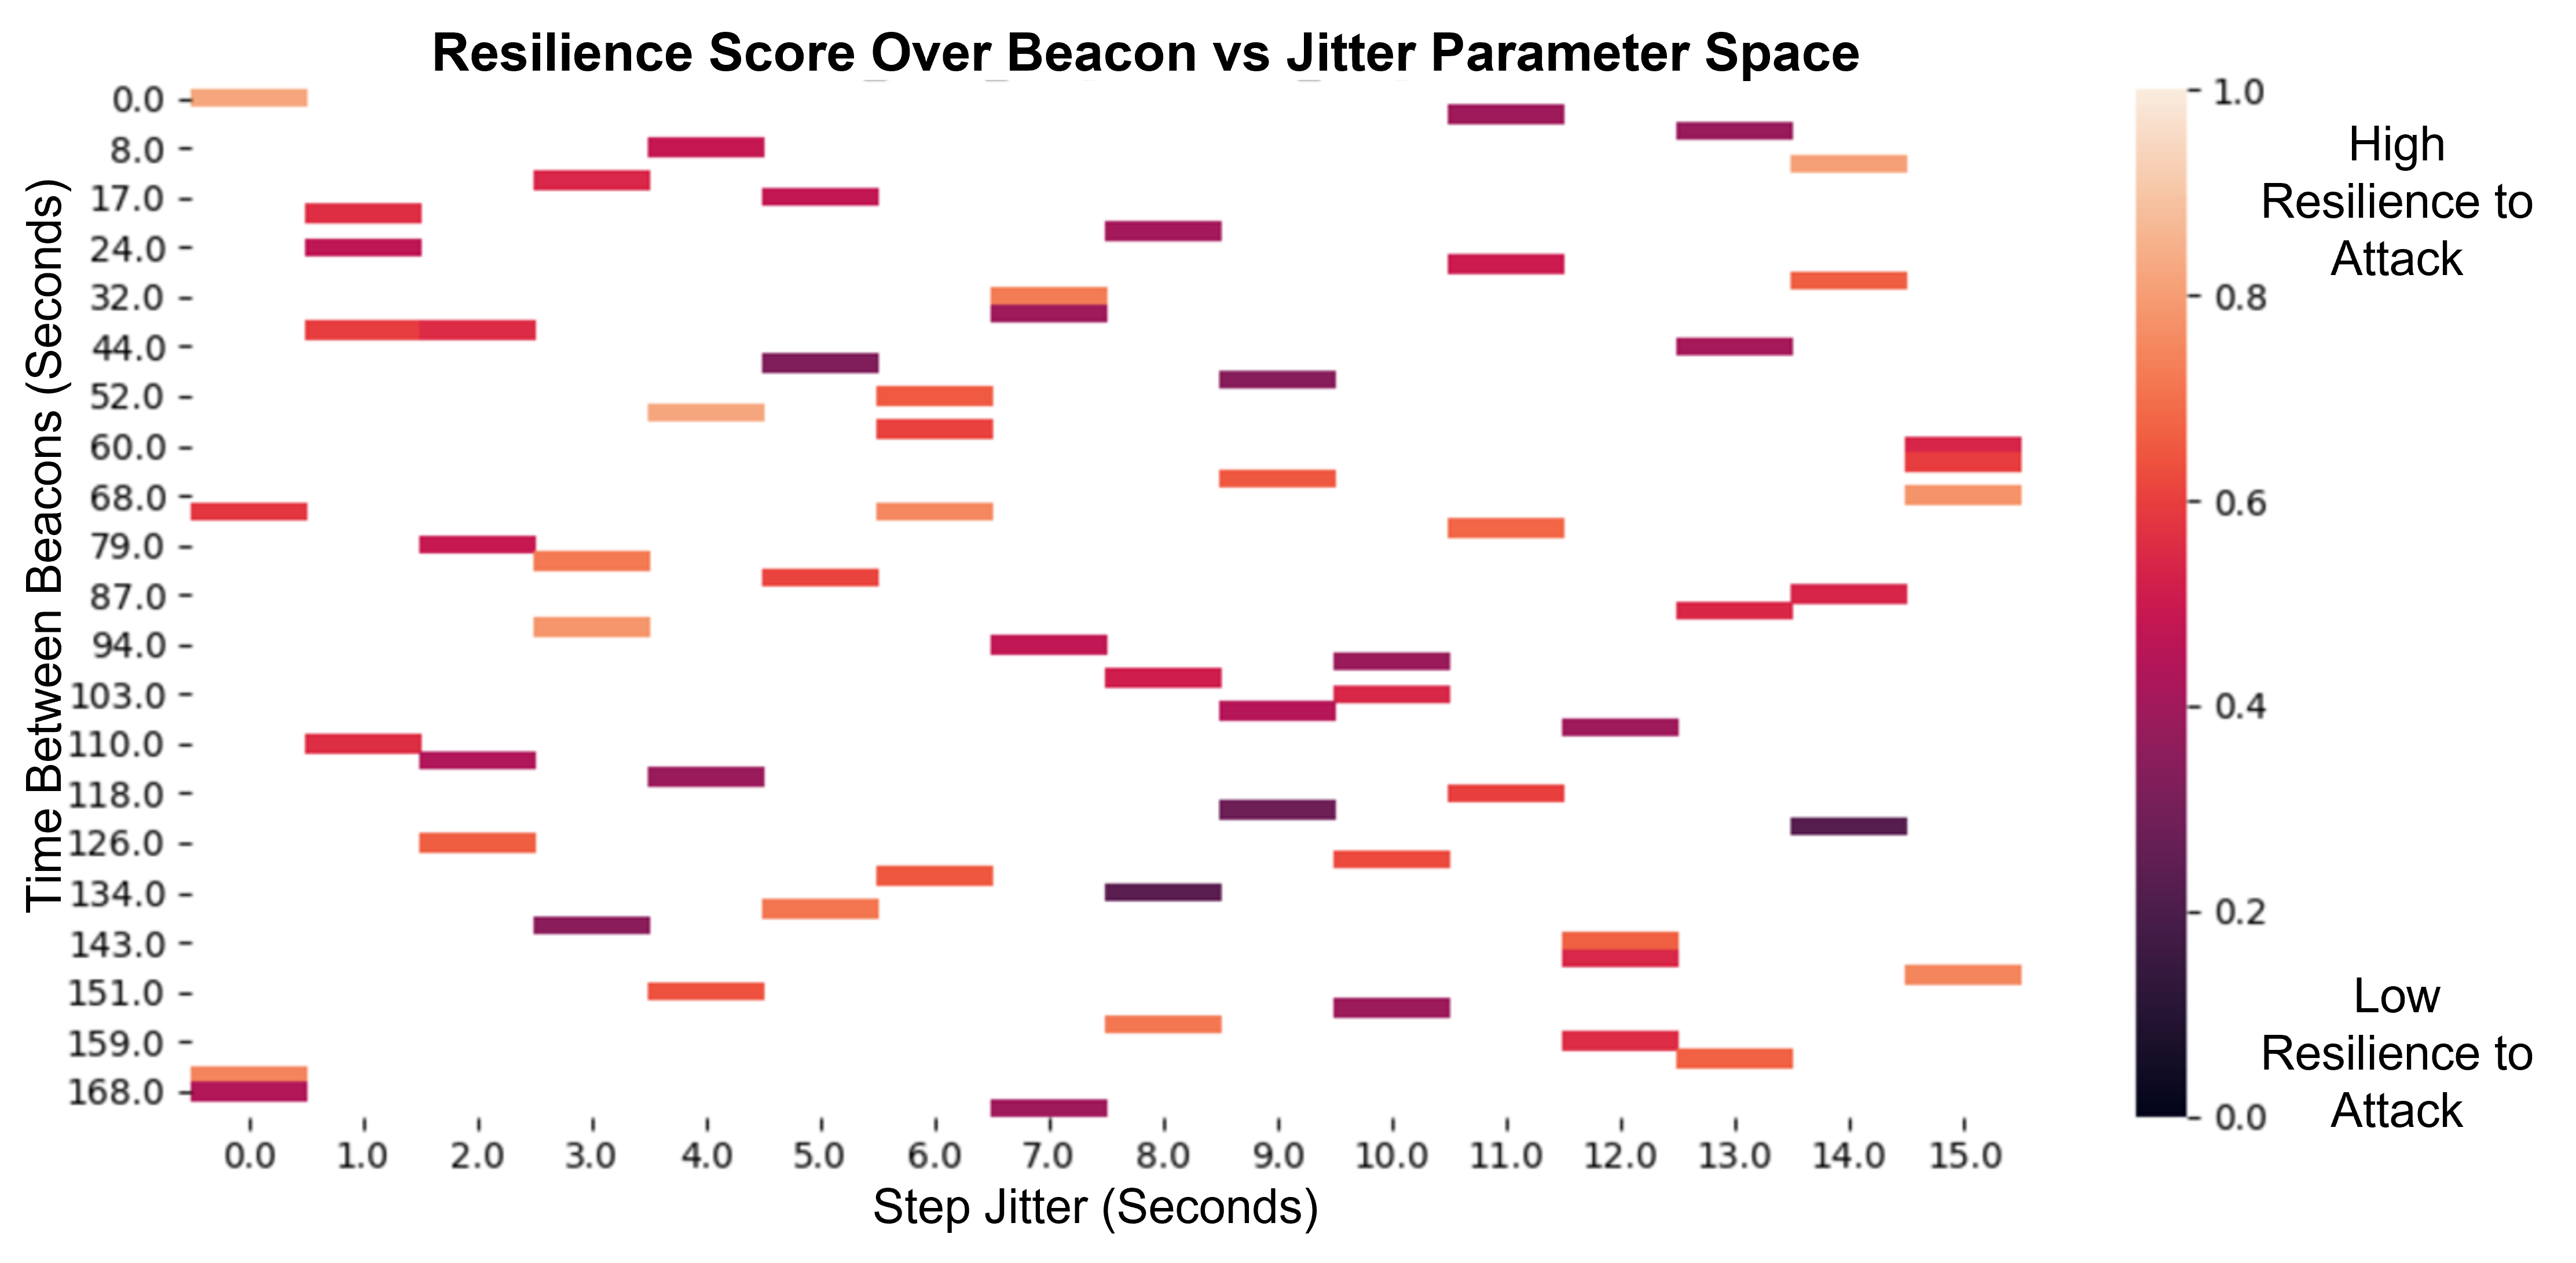 Resilience Score Over Beacon vs Jitter Parameter Space
Time Between Beacons (Seconds)
0.0
8.0
17.0
24.0
32.0
44.0
52.0
60.0
68.0
79.0
87.0
94.0
103.0
110.0
118.0
126.0
134.0
143.0
151.0
159.0
168.0
0.0 1.0 2.0 3.0 4.0 5.0 6.0 7.0 8.0 9.0 10.0 11.0 12.0 13.0 14.0 15.0
Step Jitter (Seconds)
1.0
0.8
0.6
0.4
0.2
0.0
High
Resilience to
Attack
Low
Resilience to
Attack